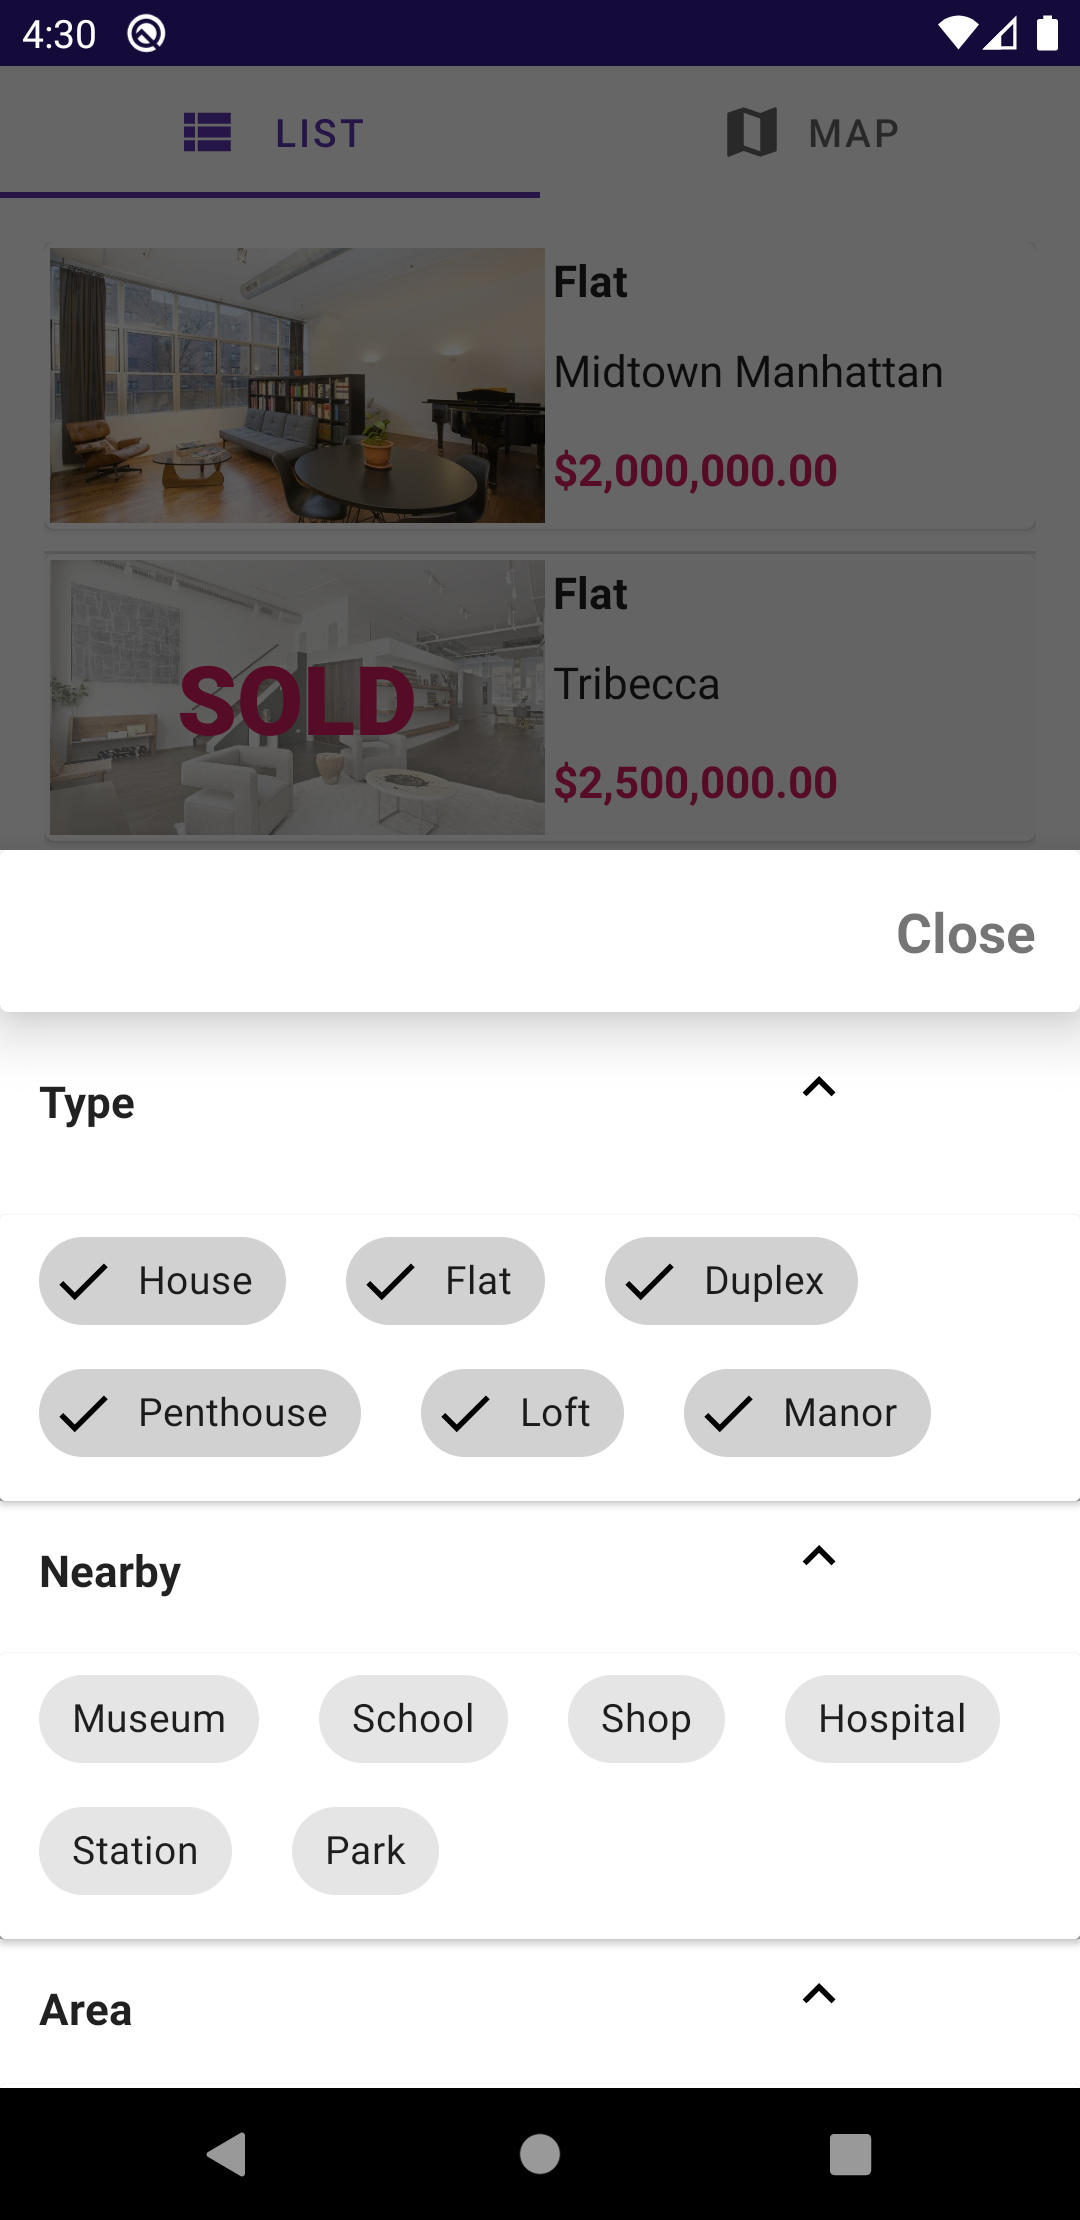 4:30
LIST MAP
Flat
Midtown Manhattan
$2,000,000.00
SOLD
Flat
Tribecca
$2,500,000.00
Close
Type
House Flat Duplex
Penthouse Loft Manor
Nearby
Museum School Shop Hospital
Station Park
Area